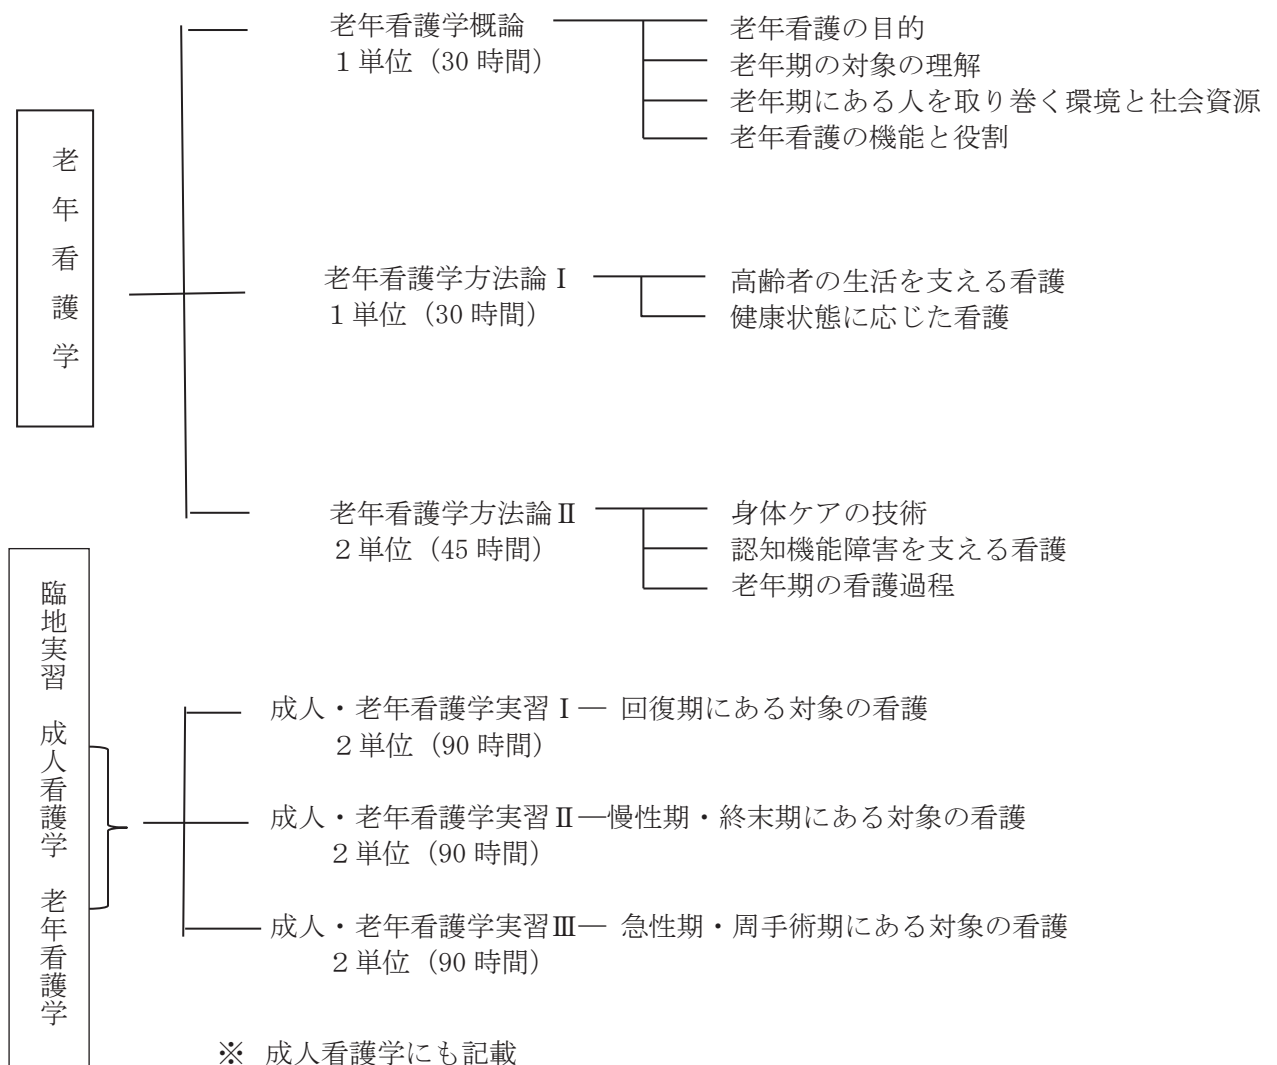 老年看護学
老年看護学概論
１単位（30 時間）
老年看護の目的
老年期の対象の理解
老年期にある人を取り巻く環境と社会資源
老年看護の機能と役割
老年看護学方法論Ⅰ
１単位（30 時間）
高齢者の生活を支える看護
健康状態に応じた看護
老年看護学方法論Ⅱ
２単位（45 時間）
身体ケアの技術
認知機能障害を支える看護
老年期の看護過程
臨地実習　成人看護学　老年看護学
成人・老年看護学実習Ⅰ― 回復期にある対象の看護
２単位（90 時間）
成人・老年看護学実習Ⅱ―慢性期・終末期にある対象の看護
２単位（90 時間）
成人・老年看護学実習Ⅲ― 急性期・周手術期にある対象の看護
２単位（90 時間）
※ 成人看護学にも記載